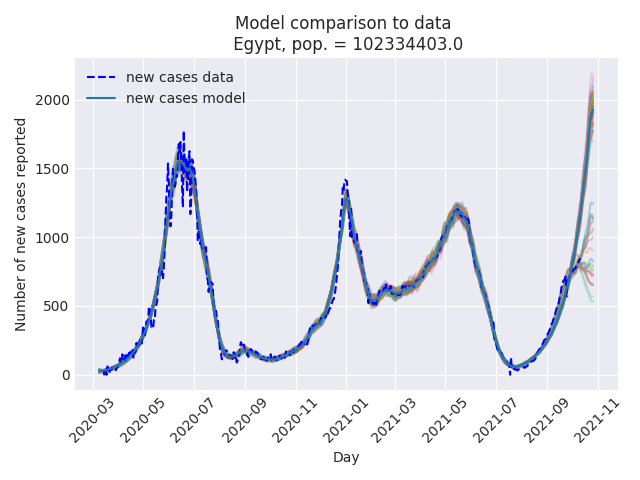 Model comparison to data
Egypt, pop. = 102334403.0
new cases data
new cases model
Number of new cases reported
2000
1500
1000
500
0
2020-03
2020-05
2020-07
2020-09
2020-11
2021-01
2021-03
2021-05
2021-07
2021-09
2021-11
Day